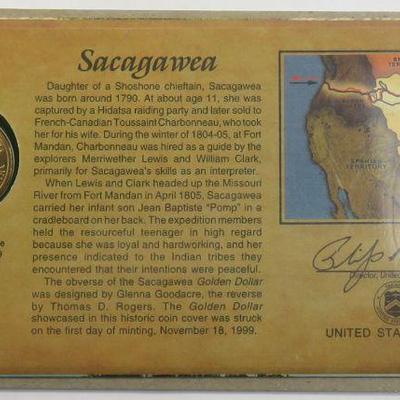 Sacagawea
Daughter of a Shoshone chieftain, Sacagawea
was born around 1790. At about age 11, she was
captured by a Hidatsa raiding party and later sold to
French-Canadian Toussaint Charbonneau, who took
her for his wife. During the winter of 1804-05, at Fort
Mandan, Charbonneau was hired as a guide by the
explorers Merriwether Lewis and William Clark,
primarily for Sacagawea's skills as an interpreter.
When Lewis and Clark headed up the Missouri
River from Fort Mandan in April 1805, Sacagawea
carried her infant son Jean Baptiste "Pomp" in a
cradleboard on her back. The expedition members
held the resourceful teenager in high regard
because she was loyal and hardworking, and her
presence indicated to the Indian tribes they
encountered that their intentions were peaceful.
The obverse of the Sacagawea Golden Dollar
was designed by Glenna Goodacre, the reverse
by Thomas D. Rogers. The Golden Dollar
showcased in this historic coin cover was struck
on the first day of minting, November 18, 1999.
SPANISH
TERRITORY
Director, United
UNITED STA